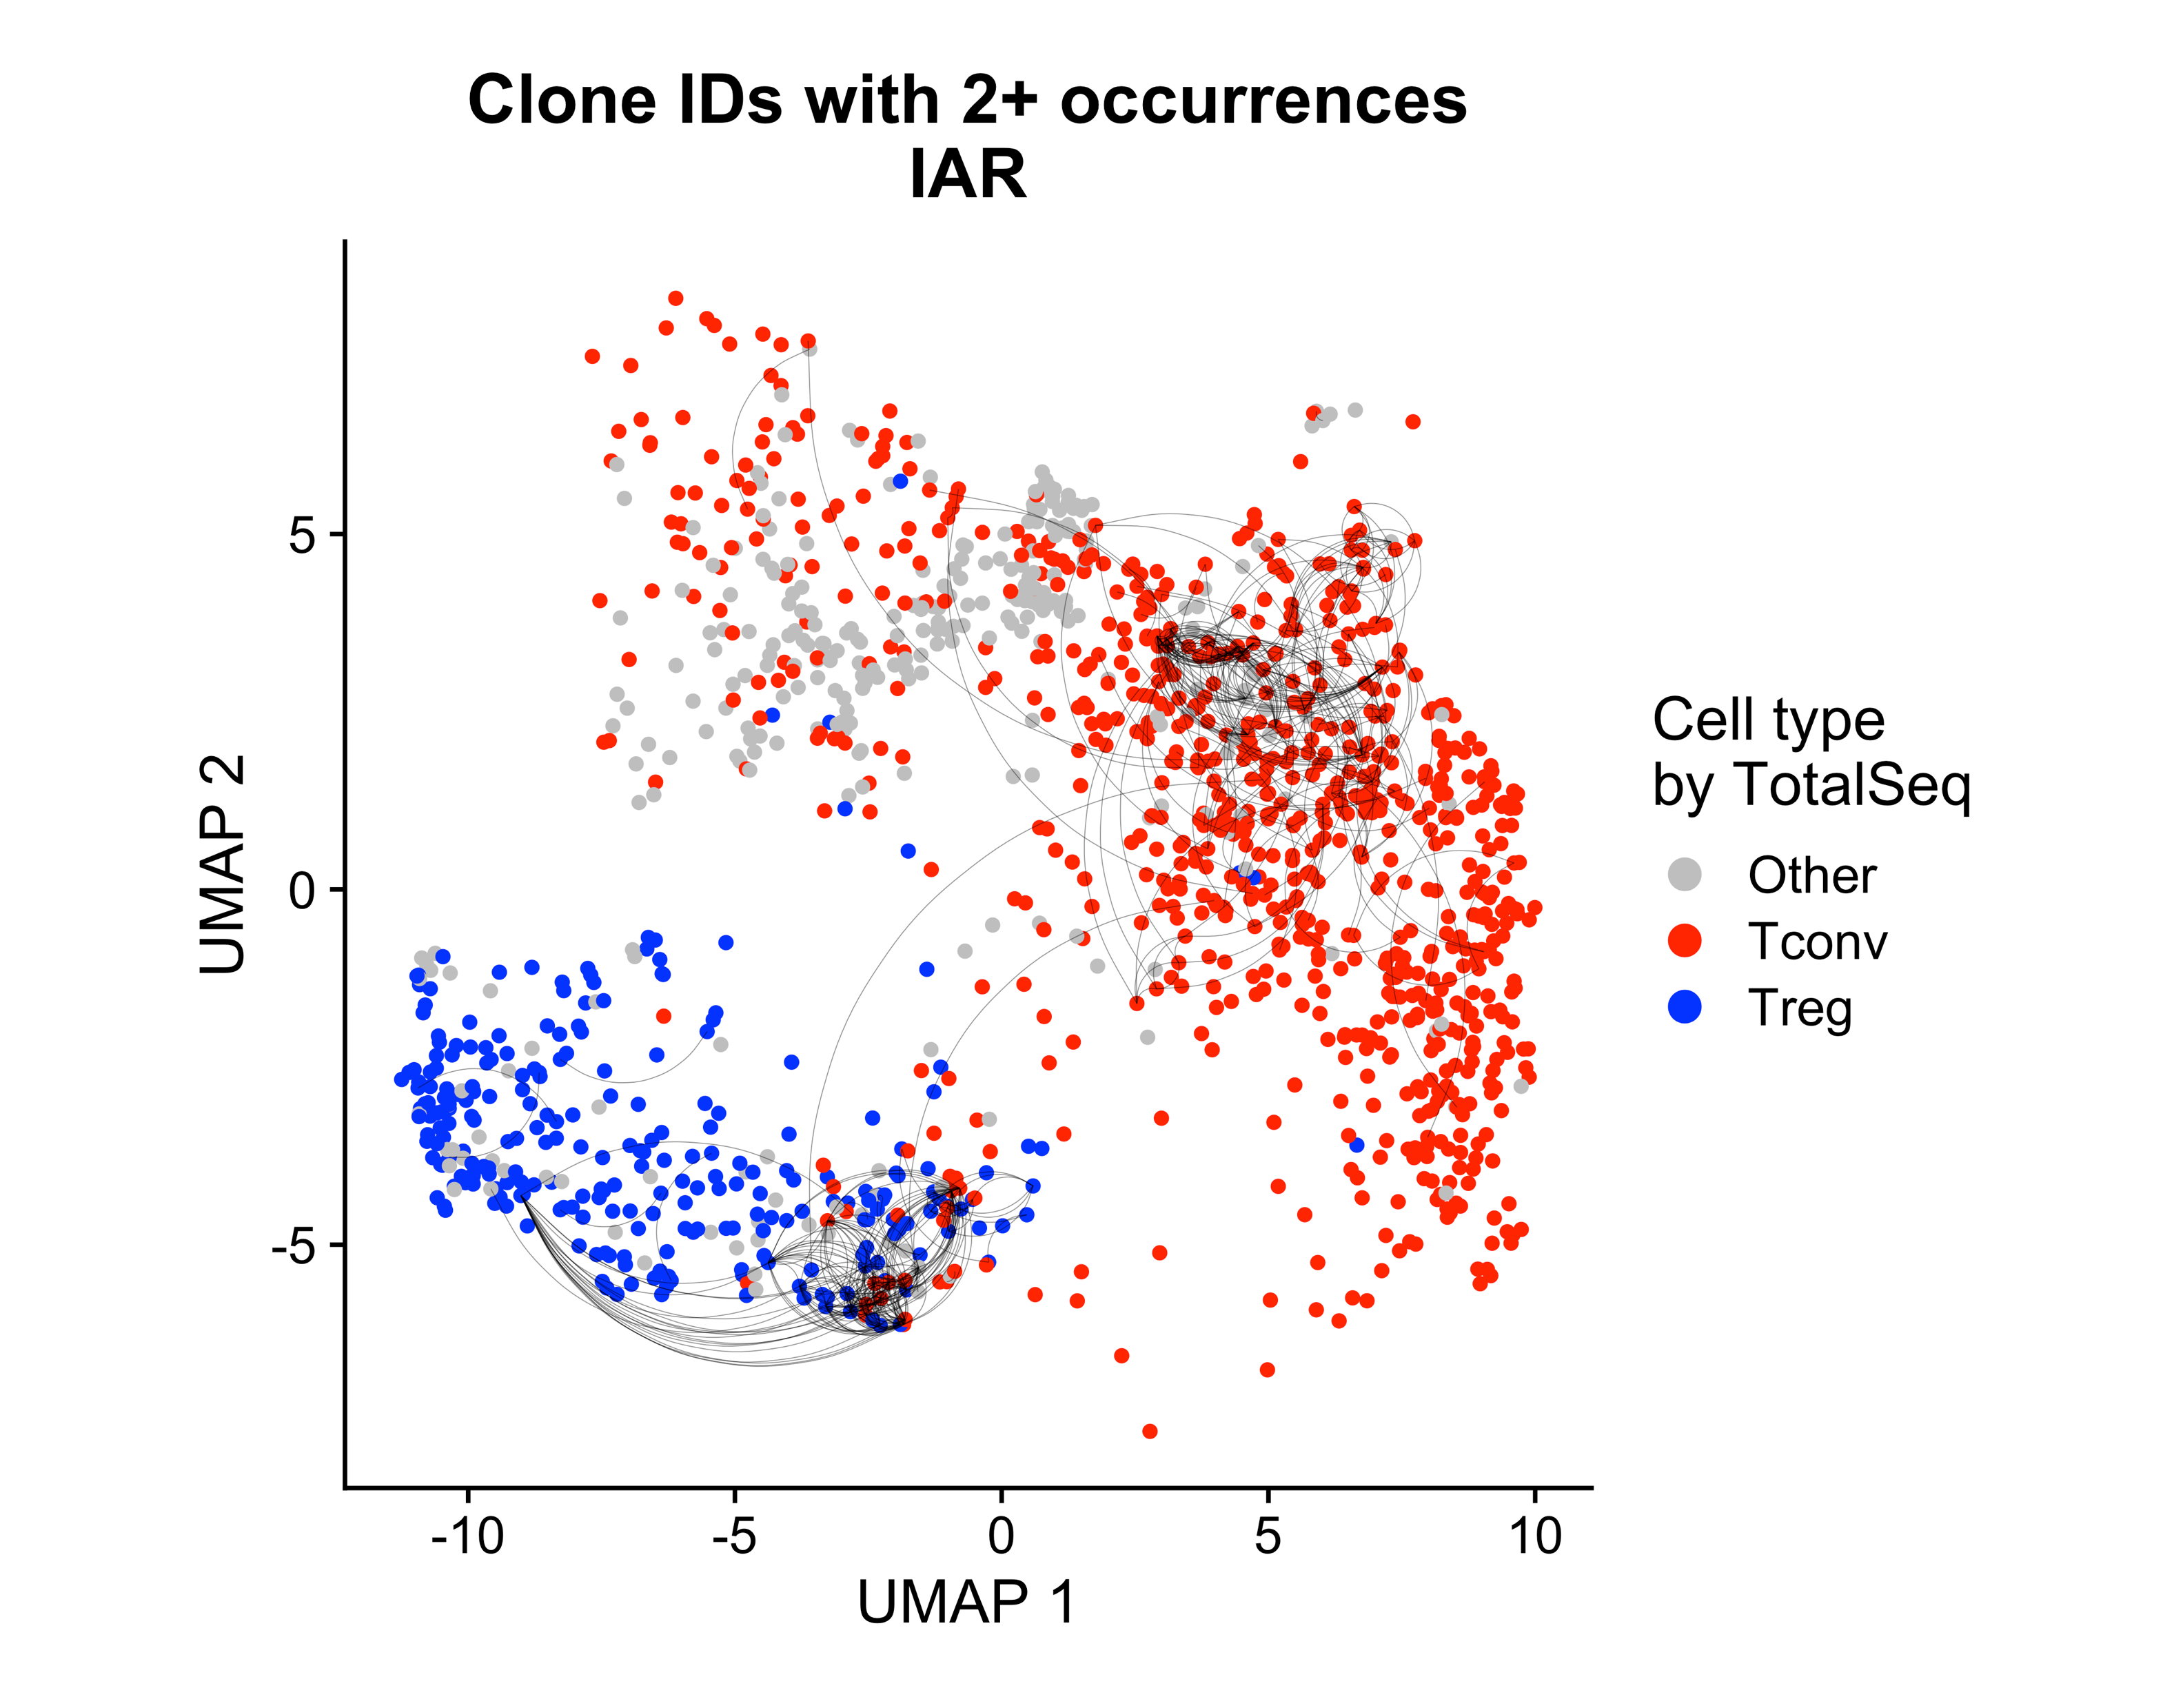 Clone IDs with 2+ occurrences
IAR
UMAP 2
5
0
-5
-10
-5
0
5
10
UMAP 1
Cell type
by TotalSeq
Other
Tconv
Treg